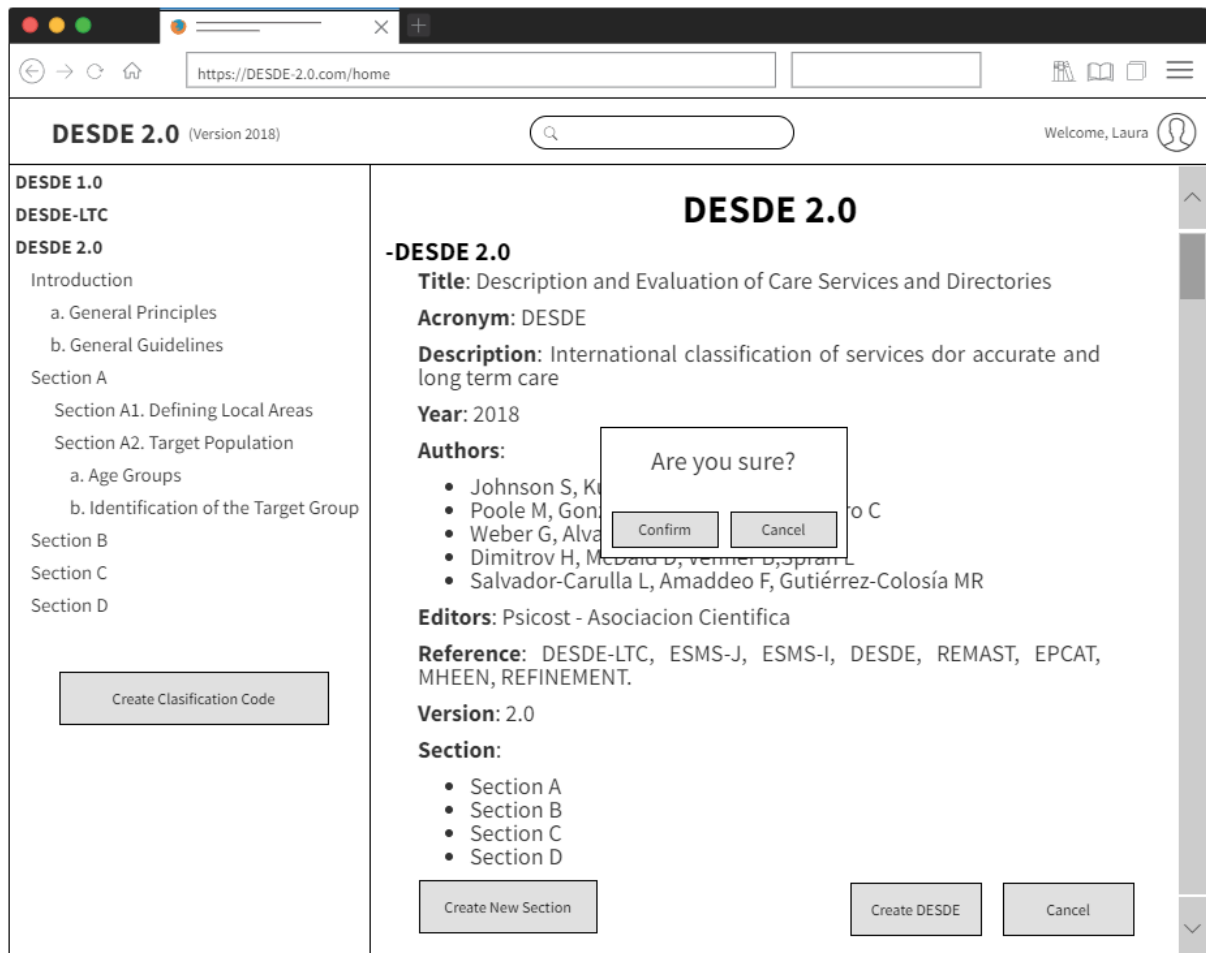 https://DESDE-2.0.com/home
DESDE 2.0 (Version 2018)
Welcome, Laura
DESDE 1.0
DESDE-LTC
DESDE 2.0
Introduction
a. General Principles
b. General Guidelines
Section A
Section A1. Defining Local Areas
Section A2. Target Population
a. Age Groups
b. Identification of the Target Group
Section B
Section C
Section D
Create Clasification Code
DESDE 2.0
-DESDE 2.0
Title: Description and Evaluation of Care Services and Directories
Acronym: DESDE
Description: International classification of services dor accurate and
long term care
Year: 2018
Authors:
Johnson S,
Poole M,
Weber G,
Dimitrov H, McDaid D, Venner B,Spran L
Salvador-Carulla L, Amaddeo F, Gutiérrez-Colosía MR
Are you sure?
Confirm Cancel
Editors: Psicost - Asociacion Cientifica
Reference: DESDE-LTC, ESMS-J, ESMS-I, DESDE, REMAST, EPCAT,
MHEEN, REFINEMENT.
Version: 2.0
Section:
Section A
Section B
Section C
Section D
Create New Section
Create DESDE
Cancel